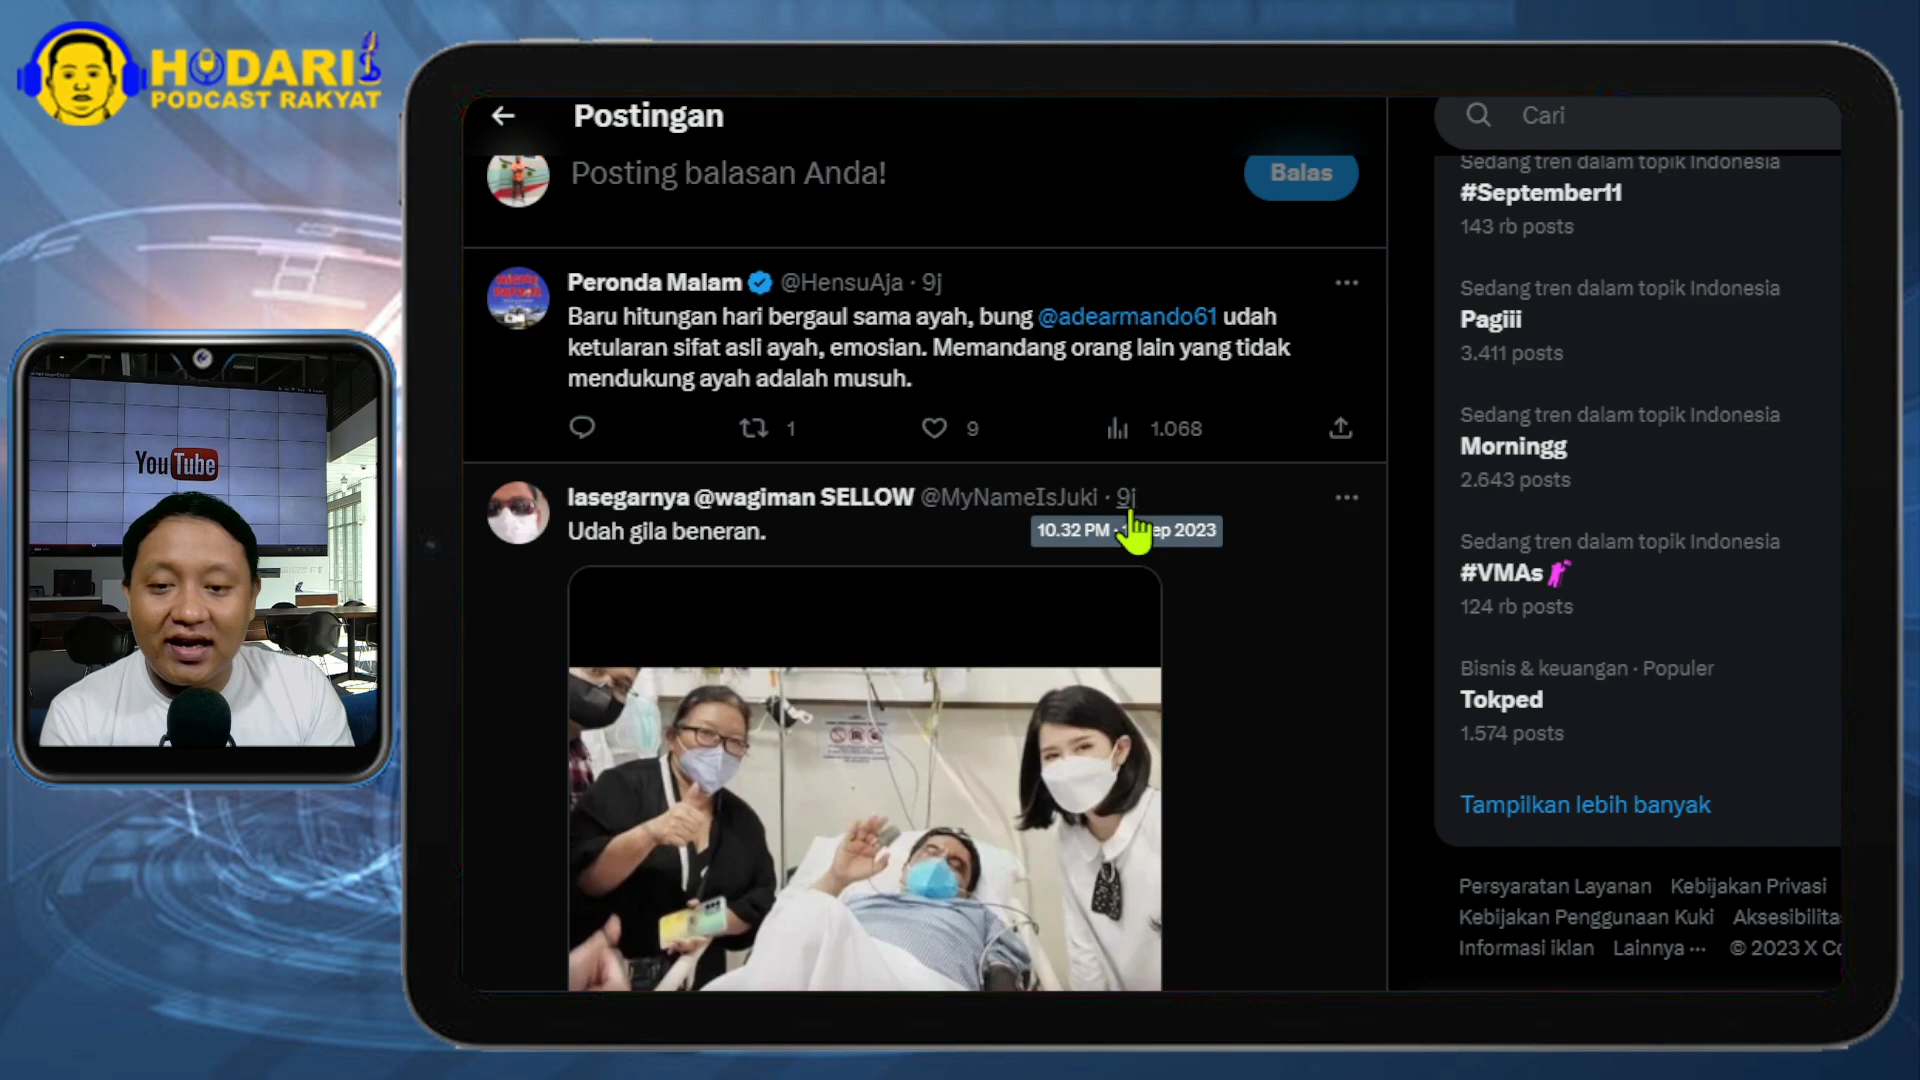 HODARI
PODCAST RAKYAT
YouTube
Postingan
Posting balasan Anda!
Balas
Peronda Malam @HensuAja · 9j
Baru hitungan hari bergaul sama ayah, bung @adearmando61 udah
ketularan sifat asli ayah, emosian. Memandang orang lain yang tidak
mendukung ayah adalah musuh.
1
9
1.068
lasegarnya @wagiman SELLOW @MyNameIsJuki · 9j
Udah gila beneran.
10.32 PM · 2023
Cari
Sedang tren dalam topik Indonesia
#September11
143 rb posts
Sedang tren dalam topik Indonesia
Pagiii
3.411 posts
Sedang tren dalam topik Indonesia
Morningg
2.643 posts
Sedang tren dalam topik Indonesia
#VMAs
124 rb posts
Bisnis & keuangan · Populer
Tokped
1.574 posts
Tampilkan lebih banyak
Persyaratan Layanan Kebijakan Privasi
Kebijakan Penggunaan Kuki Aksesibilita
Informasi iklan Lainnya ··· © 2023 X Co